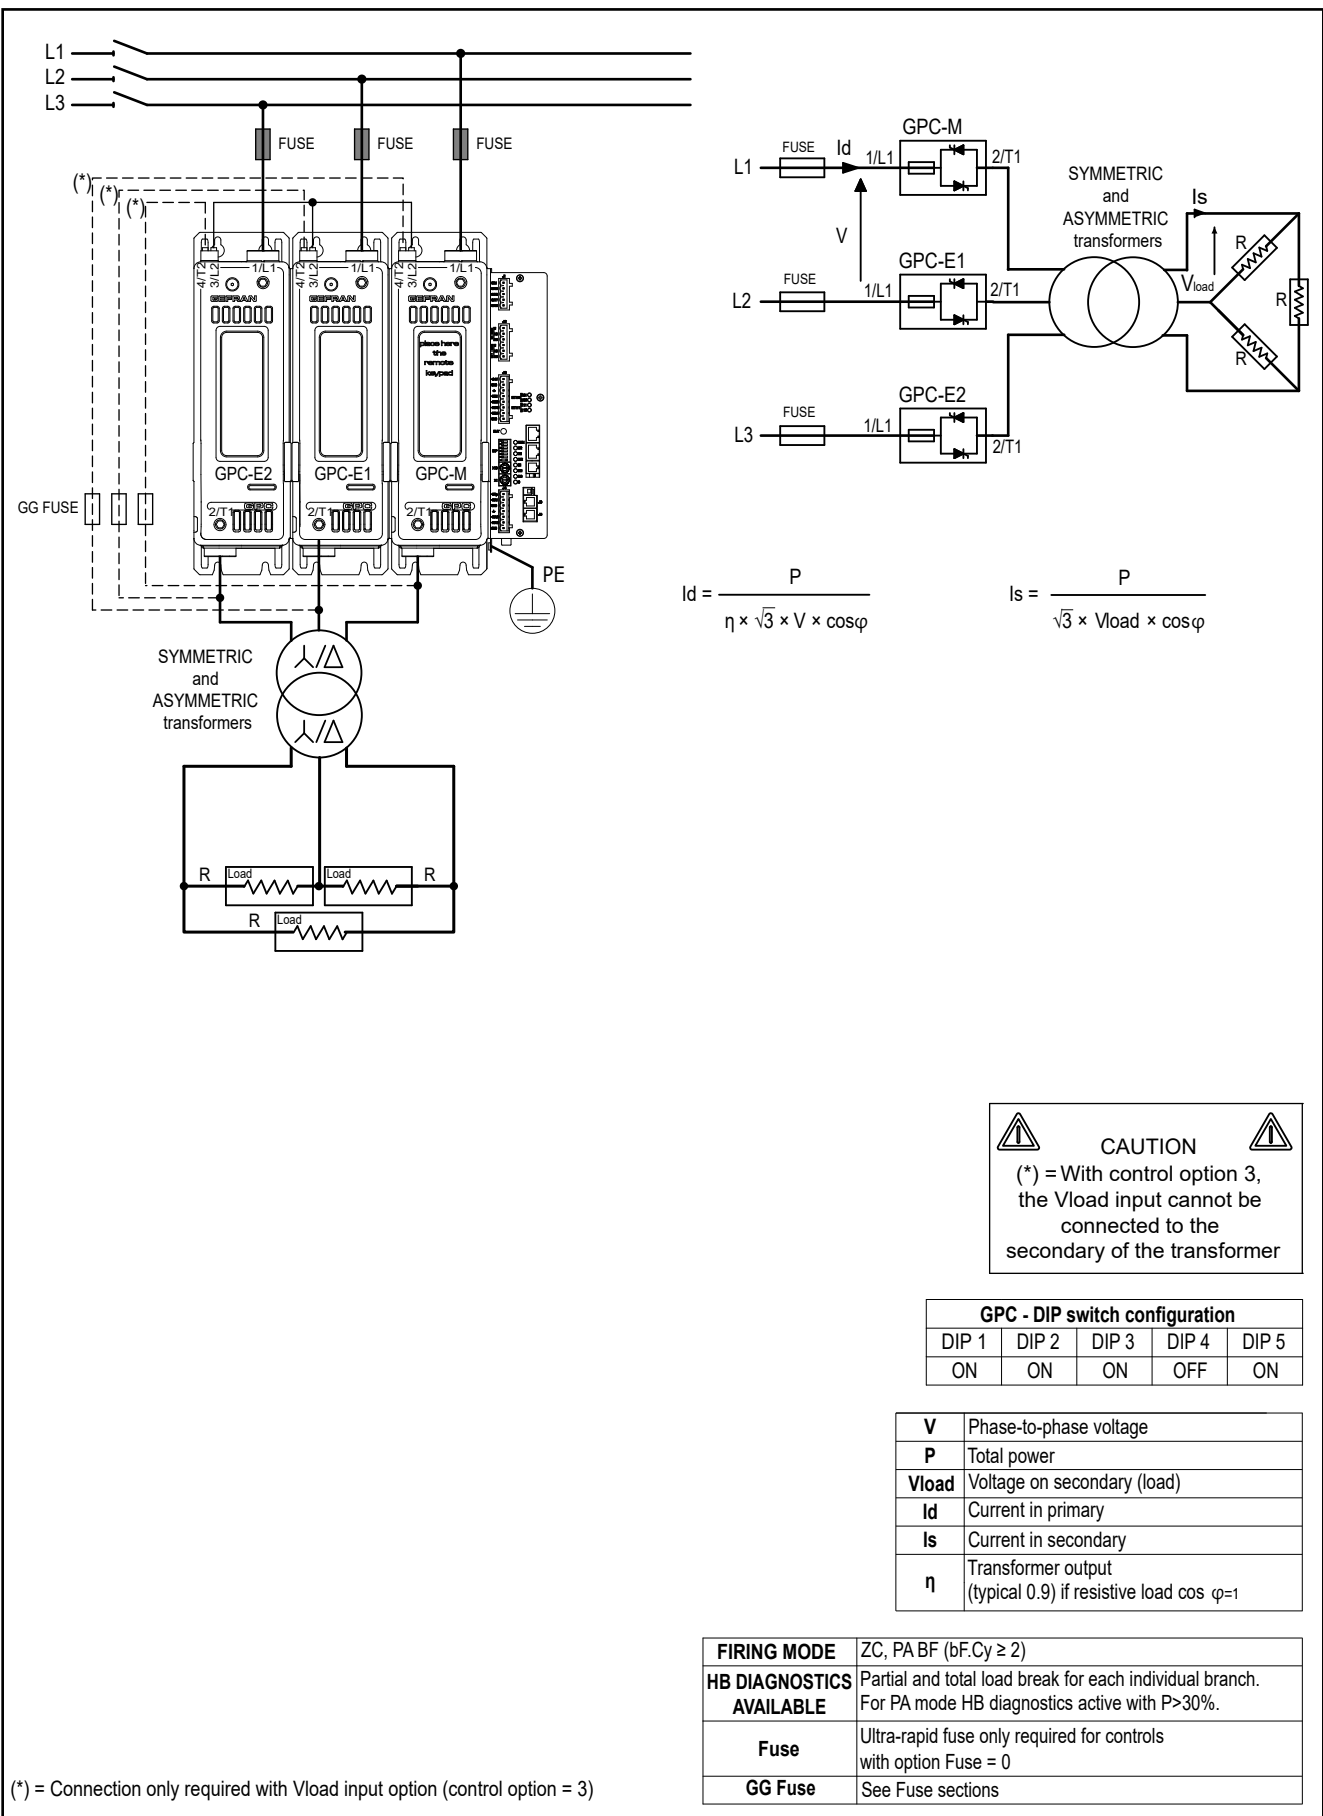 L1
L2
L3
FUSE
FUSE
FUSE
(*)
(*)
(*)
4/T2
3/L2
1/L1
4/T2
3/L2
1/L1
4/T2
3/L2
1/L1
GEFRAN
GEFRAN
GEFRAN
place here
the
remote
keypad
GPC-E2
GPC-E1
GPC-M
GG FUSE
2/T1
GPC
2/T1
GPC
2/T1
GPC
PE
SYMMETRIC
and
ASYMMETRIC
transformers
R
Load
Load
R
R
Load
GPC-M
FUSE
Id
1/L1
2/T1
L1
V
GPC-E1
FUSE
1/L1
2/T1
L2
GPC-E2
FUSE
1/L1
2/T1
L3
SYMMETRIC
and
ASYMMETRIC
transformers
Is
Vload
R
R
R
Id = P / η × √3 × V × cosφ
Is = P / √3 × Vload × cosφ
CAUTION
(*) = With control option 3,
the Vload input cannot be
connected to the
secondary of the transformer
GPC - DIP switch configuration
DIP 1 DIP 2 DIP 3 DIP 4 DIP 5
ON ON ON OFF ON
V Phase-to-phase voltage
P Total power
Vload Voltage on secondary (load)
Id Current in primary
Is Current in secondary
η Transformer output
(typical 0.9) if resistive load cos φ=1
FIRING MODE ZC, PA BF (bF.Cy ≥ 2)
HB DIAGNOSTICS AVAILABLE Partial and total load break for each individual branch.
For PA mode HB diagnostics active with P>30%.
Fuse Ultra-rapid fuse only required for controls
with option Fuse = 0
GG Fuse See Fuse sections
(*) = Connection only required with Vload input option (control option = 3)